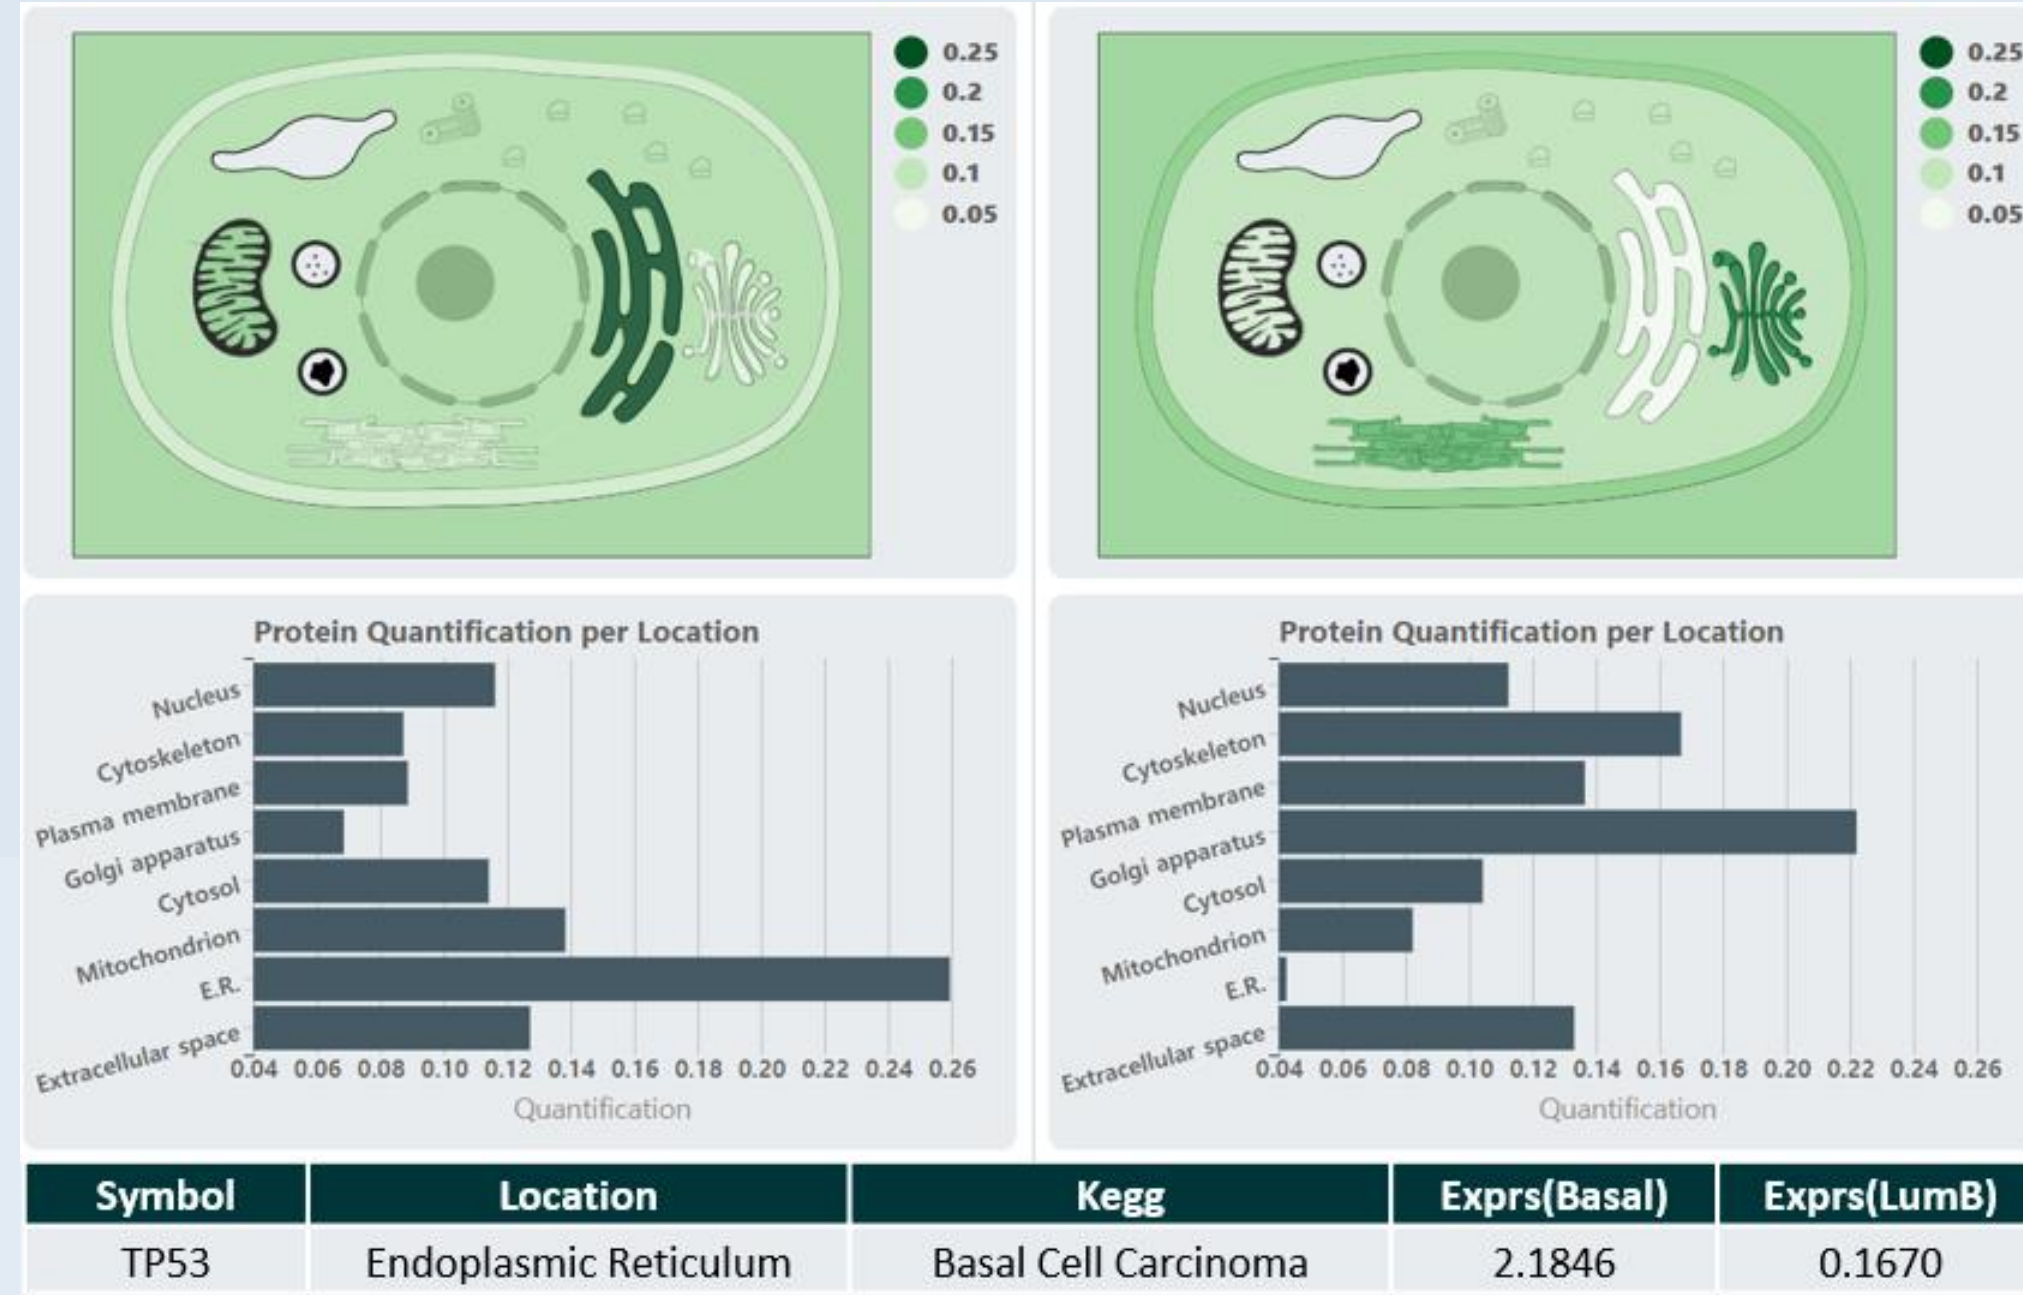 0.25
0.2
0.15
0.1
0.05
0.25
0.2
0.15
0.1
0.05
Protein Quantification per Location
Nucleus
Cytoskeleton
Plasma membrane
Golgi apparatus
Cytosol
Mitochondrion
E.R.
Extracellular space
0.04 0.06 0.08 0.10 0.12 0.14 0.16 0.18 0.20 0.22 0.24 0.26
Quantification
Protein Quantification per Location
Nucleus
Cytoskeleton
Plasma membrane
Golgi apparatus
Cytosol
Mitochondrion
E.R.
Extracellular space
0.04 0.06 0.08 0.10 0.12 0.14 0.16 0.18 0.20 0.22 0.24 0.26
Quantification
Symbol Location Kegg Exprs(Basal) Exprs(LumB)
TP53 Endoplasmic Reticulum Basal Cell Carcinoma 2.1846 0.1670